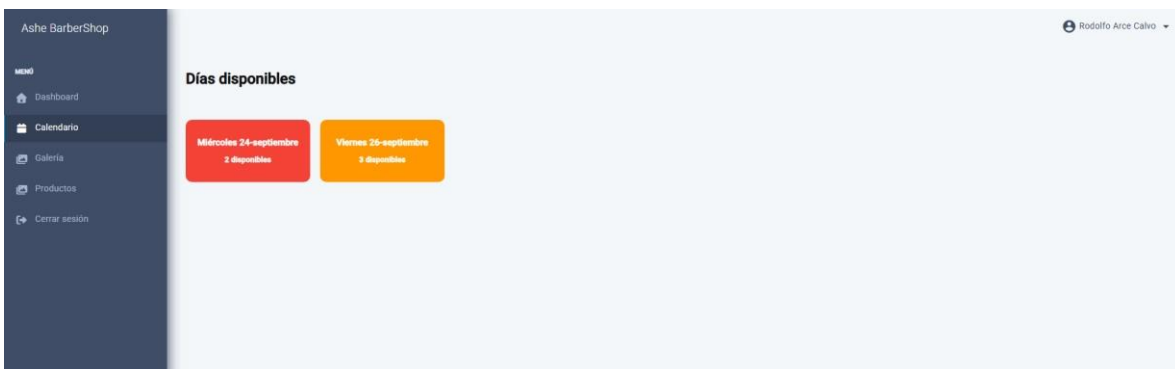 Ashe BarberShop
Rodolfo Arce Calvo
MENÚ
Dashboard
Calendario
Galería
Productos
Cerrar sesión
Días disponibles
Miércoles 24-septiembre
2 disponibles
Viernes 26-septiembre
3 disponibles